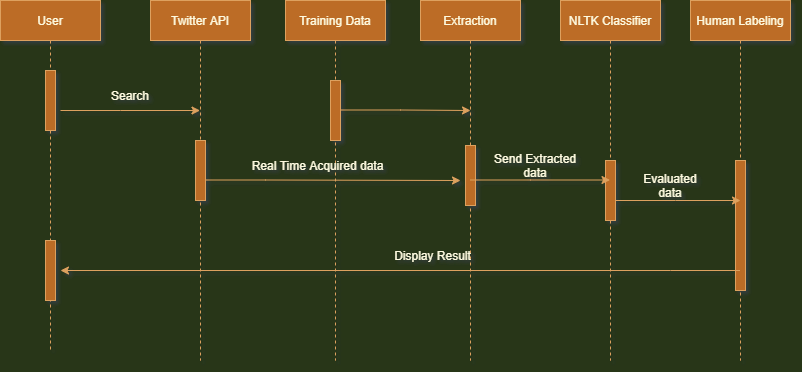 User
Twitter API
Training Data
Extraction
NLTK Classifier
Human Labeling
Search
Real Time Acquired data
Send Extracted
data
Evaluated
data
Display Result